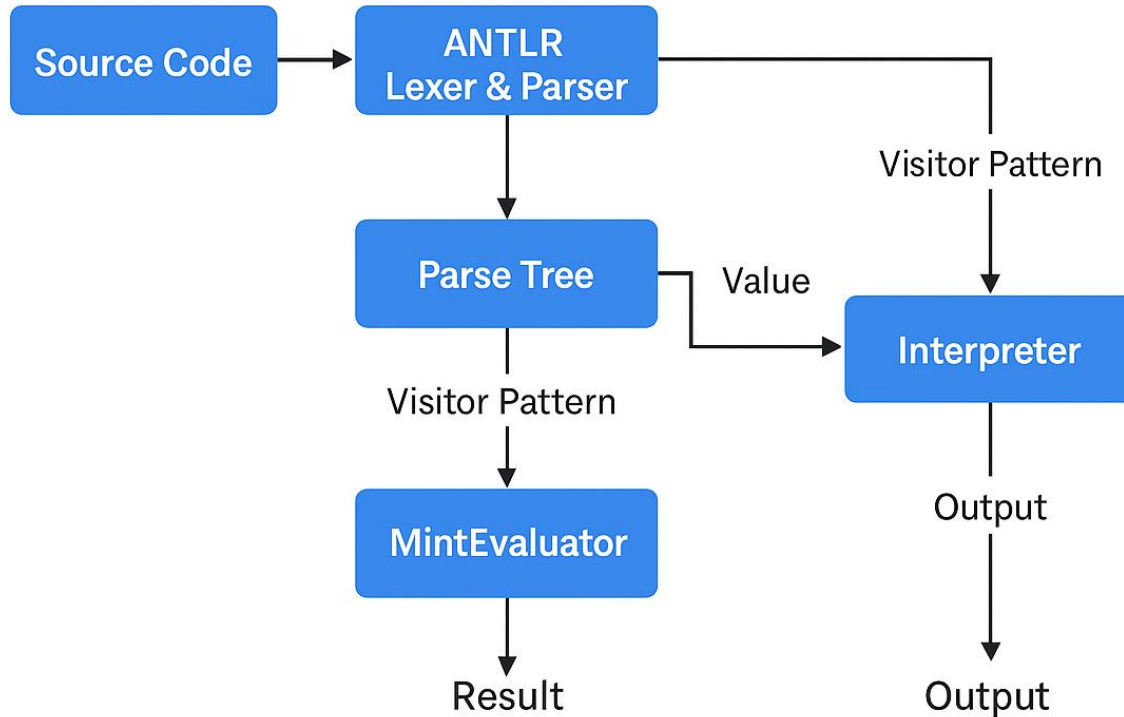 Source Code
ANTLR
Lexer & Parser
Visitor Pattern
Parse Tree
Value
Interpreter
Visitor Pattern
MintEvaluator
Output
Result
Output